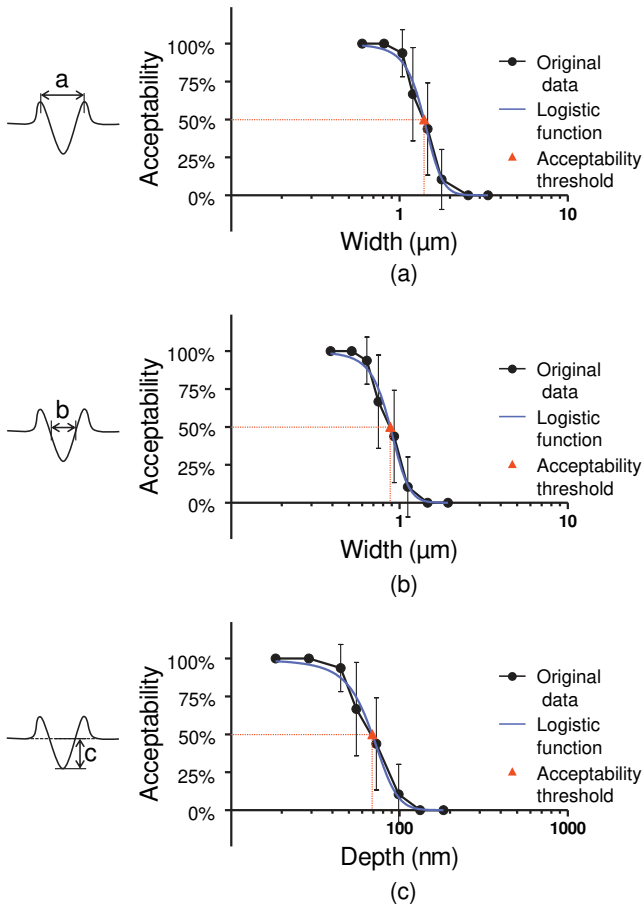 a
Acceptability
100%
75%
50%
25%
0%
1
10
Width (µm)
Original
data
Logistic
function
Acceptability
threshold
(a)
b
Acceptability
100%
75%
50%
25%
0%
1
10
Width (µm)
Original
data
Logistic
function
Acceptability
threshold
(b)
c
Acceptability
100%
75%
50%
25%
0%
100
1000
Depth (nm)
Original
data
Logistic
function
Acceptability
threshold
(c)